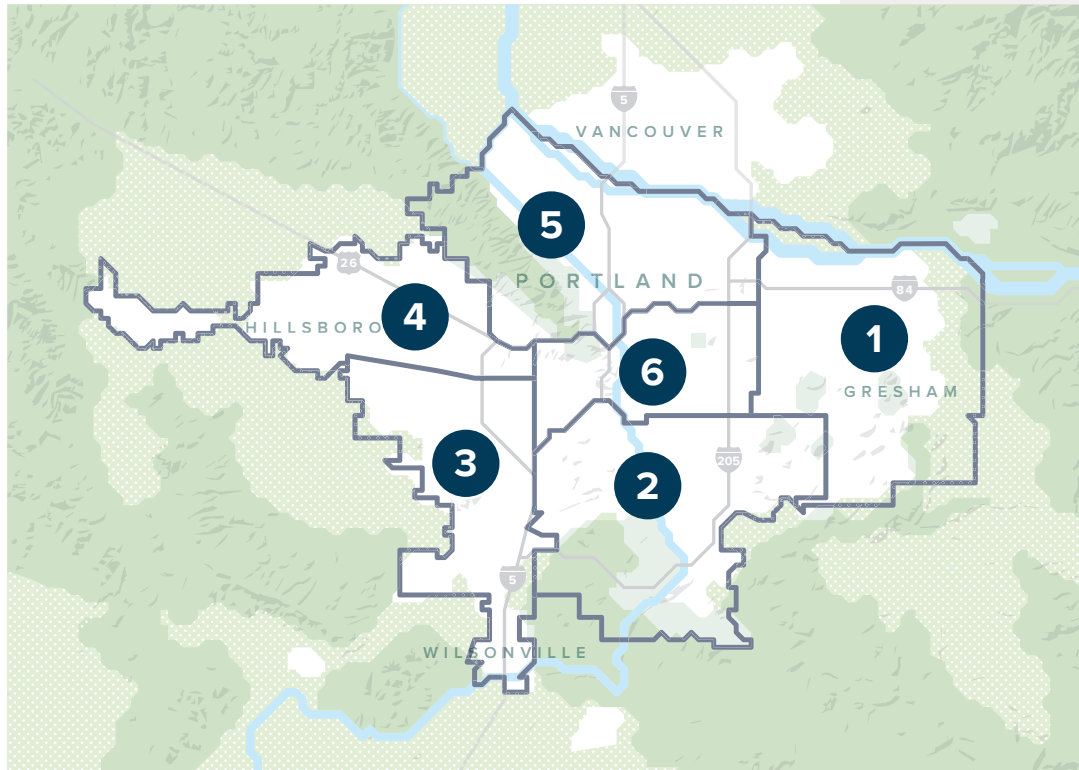 5
VANCOUVER
5
26
PORTLAND
84
HILLSBORO
4
1
6
GRESHAM
3
205
2
5
WILSONVILLE